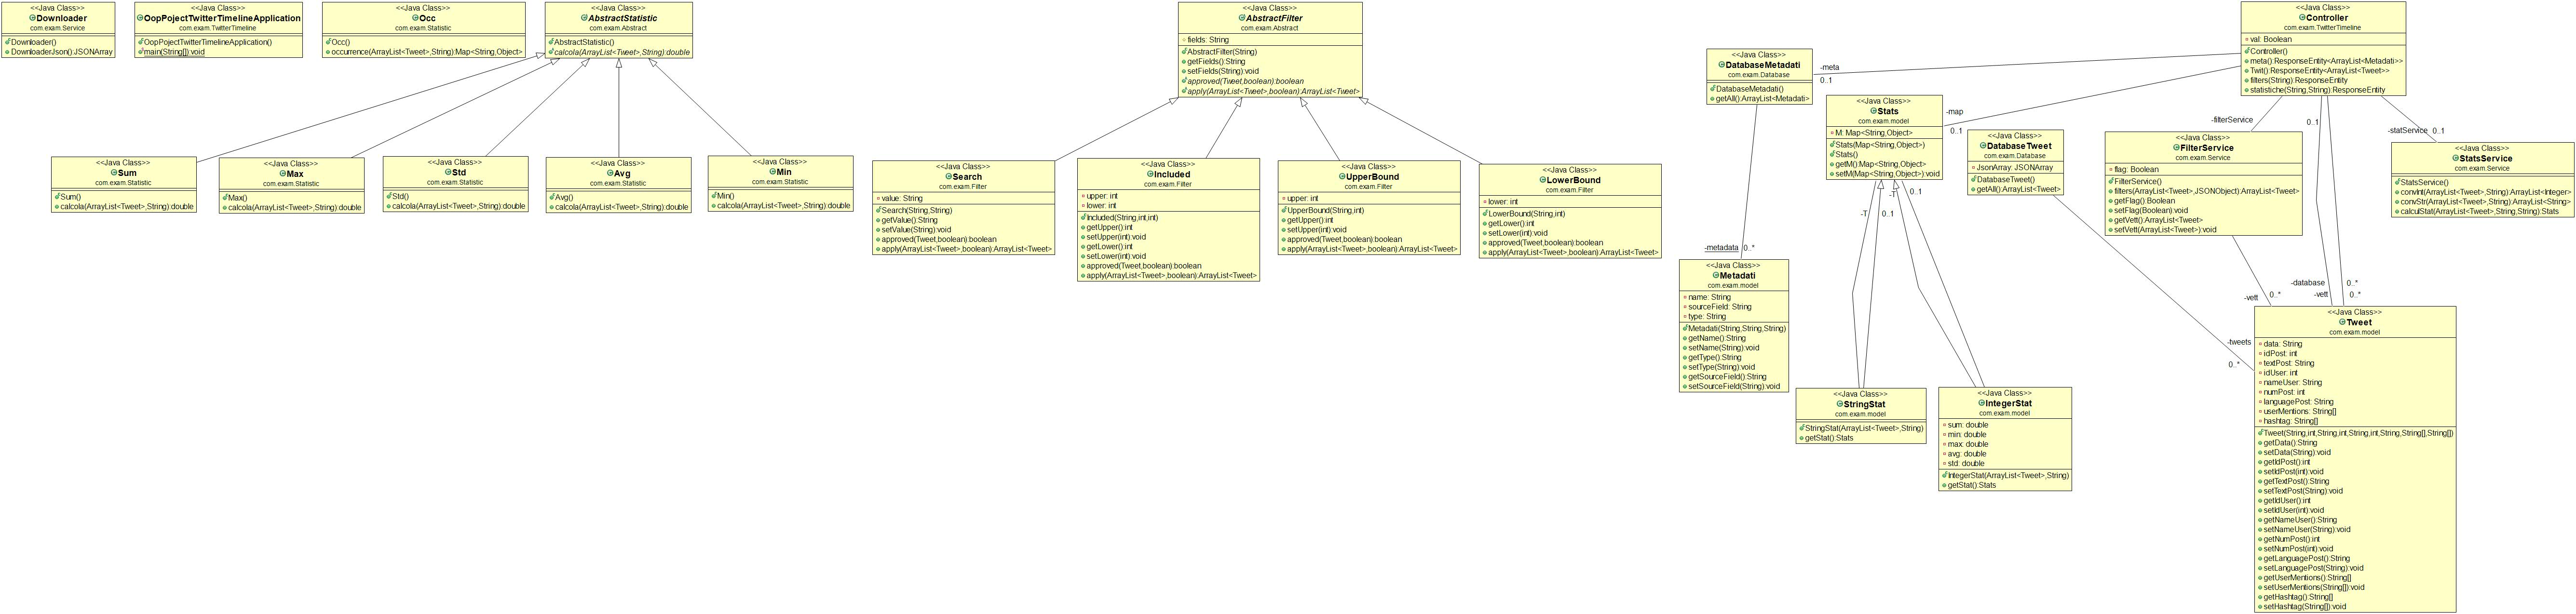 <<Java Class>>
Downloader
com.exam.Service
Downloader()
DownloaderJson():JSONArray
<<Java Class>>
OopPojectTwitterTimelineApplication
com.exam.TwitterTimeline
OopPojectTwitterTimelineApplication()
main(String[]):void
<<Java Class>>
Occ
com.exam.Statistic
Occ()
occurrence(ArrayList<Tweet>,String):Map<String,Object>
<<Java Class>>
AbstractStatistic
com.exam.Abstract
AbstractStatistic()
calcola(ArrayList<Tweet>,String):double
<<Java Class>>
Sum
com.exam.Statistic
Sum()
calcola(ArrayList<Tweet>,String):double
<<Java Class>>
Max
com.exam.Statistic
Max()
calcola(ArrayList<Tweet>,String):double
<<Java Class>>
Std
com.exam.Statistic
Std()
calcola(ArrayList<Tweet>,String):double
<<Java Class>>
Avg
com.exam.Statistic
Avg()
calcola(ArrayList<Tweet>,String):double
<<Java Class>>
Min
com.exam.Statistic
Min()
calcola(ArrayList<Tweet>,String):double
<<Java Class>>
AbstractFilter
com.exam.Abstract
fields: String
AbstractFilter(String)
getFields():String
setFields(String):void
approved(Tweet,boolean):boolean
apply(ArrayList<Tweet>,boolean):ArrayList<Tweet>
<<Java Class>>
Search
com.exam.Filter
value: String
Search(String,String)
getValue():String
setValue(String):void
approved(Tweet,boolean):boolean
apply(ArrayList<Tweet>,boolean):ArrayList<Tweet>
<<Java Class>>
Included
com.exam.Filter
upper: int
lower: int
Included(String,int,int)
getUpper():int
setUpper(int):void
getLower():int
setLower(int):void
approved(Tweet,boolean):boolean
apply(ArrayList<Tweet>,boolean):ArrayList<Tweet>
<<Java Class>>
UpperBound
com.exam.Filter
upper: int
UpperBound(String,int)
getUpper():int
setUpper(int):void
approved(Tweet,boolean):boolean
apply(ArrayList<Tweet>,boolean):ArrayList<Tweet>
<<Java Class>>
LowerBound
com.exam.Filter
lower: int
LowerBound(String,int)
getLower():int
setLower(int):void
approved(Tweet,boolean):boolean
apply(ArrayList<Tweet>,boolean):ArrayList<Tweet>
<<Java Class>>
Controller
com.exam.TwitterTimeline
val: Boolean
Controller()
meta():ResponseEntity<ArrayList<Metadati>>
Twit():ResponseEntity<ArrayList<Tweet>>
filters(String):ResponseEntity
statistiche(String,String):ResponseEntity
-meta
0..1
-map
0..1
-filterService
0..1
-statService
0..1
<<Java Class>>
DatabaseMetadati
com.exam.Database
DatabaseMetadati()
getAll():ArrayList<Metadati>
-metadata
0..*
<<Java Class>>
Metadati
com.exam.model
name: String
sourceField: String
type: String
Metadati(String,String,String)
getName():String
setName(String):void
getType():String
setType(String):void
getSourceField():String
setSourceField(String):void
<<Java Class>>
Stats
com.exam.model
M: Map<String,Object>
Stats(Map<String,Object>)
Stats()
getM():Map<String,Object>
setM(Map<String,Object>):void
-T
0..1
-T
0..1
<<Java Class>>
StringStat
com.exam.model
StringStat(ArrayList<Tweet>,String)
getStat():Stats
<<Java Class>>
IntegerStat
com.exam.model
sum: double
min: double
max: double
avg: double
std: double
IntegerStat(ArrayList<Tweet>,String)
getStat():Stats
<<Java Class>>
DatabaseTweet
com.exam.Database
JsonArray: JSONArray
DatabaseTweet()
getAll():ArrayList<Tweet>
-tweets
0..*
<<Java Class>>
FilterService
com.exam.Service
flag: Boolean
FilterService()
filters(ArrayList<Tweet>,JSONObject):ArrayList<Tweet>
getFlag():Boolean
setFlag(Boolean):void
getVett():ArrayList<Tweet>
setVett(ArrayList<Tweet>):void
-vett
0..*
-database
0..*
-vett
0..*
<<Java Class>>
StatsService
com.exam.Service
StatsService()
convInt(ArrayList<Tweet>,String):ArrayList<Integer>
convStr(ArrayList<Tweet>,String):ArrayList<String>
calculStat(ArrayList<Tweet>,String,String):Stats
<<Java Class>>
Tweet
com.exam.model
data: String
idPost: int
textPost: String
idUser: int
nameUser: String
numPost: int
languagePost: String
userMentions: String[]
hashtag: String[]
Tweet(String,int,String,int,String,int,String,String[],String[])
getData():String
setData(String):void
getIdPost():int
setIdPost(int):void
getTextPost():String
setTextPost(String):void
getIdUser():int
setIdUser(int):void
getNameUser():String
setNameUser(String):void
getNumPost():int
setNumPost(int):void
getLanguagePost():String
setLanguagePost(String):void
getUserMentions():String[]
setUserMentions(String[]):void
getHashtag():String[]
setHashtag(String[]):void